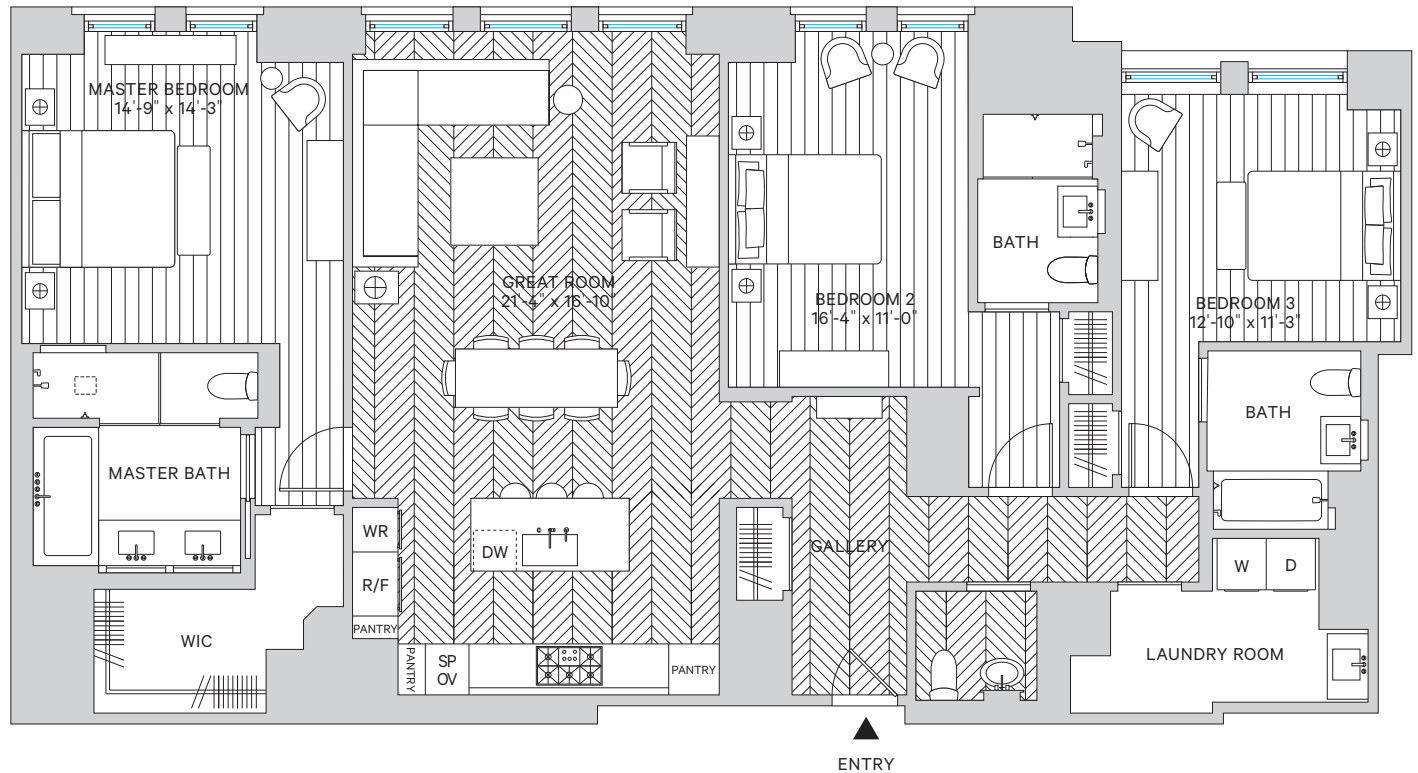 MASTER BEDROOM
14'-9" x 14'-3"
GREAT ROOM
21'-4" x 16'-10"
BEDROOM 2
16'-4" x 11'-0"
BATH
BEDROOM 3
12'-10" x 11'-3"
BATH
MASTER BATH
WR
DW
R/F
PANTRY
GALLERY
W
D
WIC
PANTRY
SP
OV
PANTRY
LAUNDRY ROOM
ENTRY